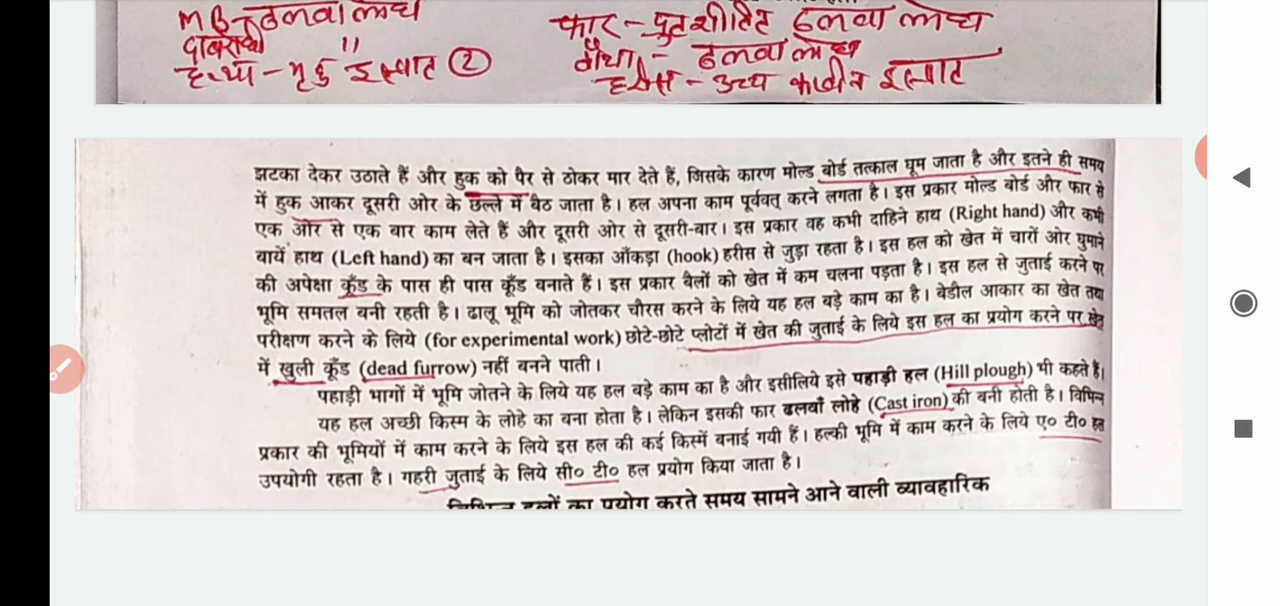 MB - ढलवा लोध
फार - द्रुतशीतित ढलवा लोध
दाबराधी "
ढलवा लोध
हत्था - मृदु इस्पात 2
हरीस - उच्य कार्बन इस्पात
झटका देकर उठाते हैं और हुक को पैर से ठोकर मार देते हैं, जिसके कारण मोल्ड बोर्ड तत्काल घूम जाता है और इतने ही समय
में हुक आकर दूसरी ओर के छल्ले में बैठ जाता है। हल अपना काम पूर्ववत् करने लगता है। इस प्रकार मोल्ड बोर्ड और फार से
एक ओर से एक बार काम लेते हैं और दूसरी ओर से दूसरी-बार। इस प्रकार वह कभी दाहिने हाथ (Right hand) और कभी
बायें हाथ (Left hand) का बन जाता है। इसका आँकड़ा (hook) हरीस से जुड़ा रहता है। इस हल को खेत में चारों ओर घुमाने
की अपेक्षा कूँड के पास ही पास कूँड बनाते हैं। इस प्रकार बैलों को खेत में कम चलना पड़ता है। इस हल से जुताई करने पर
भूमि समतल बनी रहती है। ढालू भूमि को जोतकर चौरस करने के लिये यह हल बड़े काम का है। बेडौल आकार का खेत तथा
परीक्षण करने के लिये (for experimental work) छोटे-छोटे प्लोटों में खेत की जुताई के लिये इस हल का प्रयोग करने पर खेत
में खुली कूँड (dead furrow) नहीं बनने पाती।
पहाड़ी भागों में भूमि जोतने के लिये यह हल बड़े काम का है और इसीलिये इसे पहाड़ी हल (Hill plough) भी कहते हैं।
यह हल अच्छी किस्म के लोहे का बना होता है। लेकिन इसकी फार ढलवाँ लोहे (Cast iron) की बनी होती है। विभिन्न
प्रकार की भूमियों में काम करने के लिये इस हल की कई किस्में बनाई गयी हैं। हल्की भूमि में काम करने के लिये ए० टी० हल
उपयोगी रहता है। गहरी जुताई के लिये सी० टी० हल प्रयोग किया जाता है।
विभिन्न हलों का प्रयोग करते समय सामने आने वाली व्यावहारिक